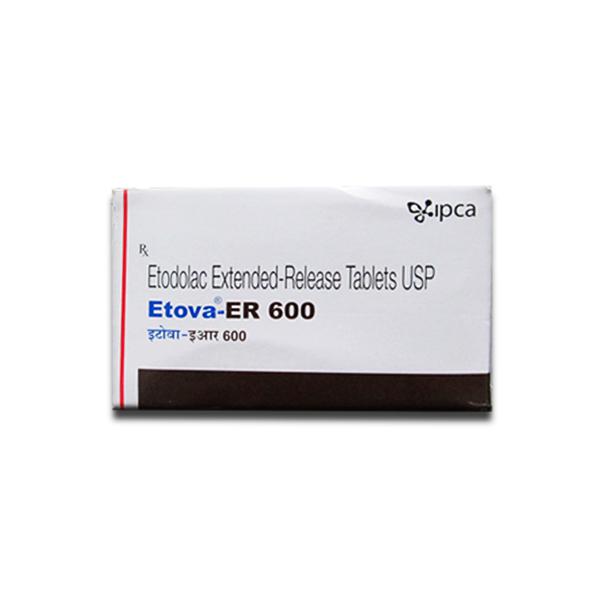 ipca
Rx
Etodolac Extended-Release Tablets USP
Etova®-ER 600
इटोवा-इआर 600